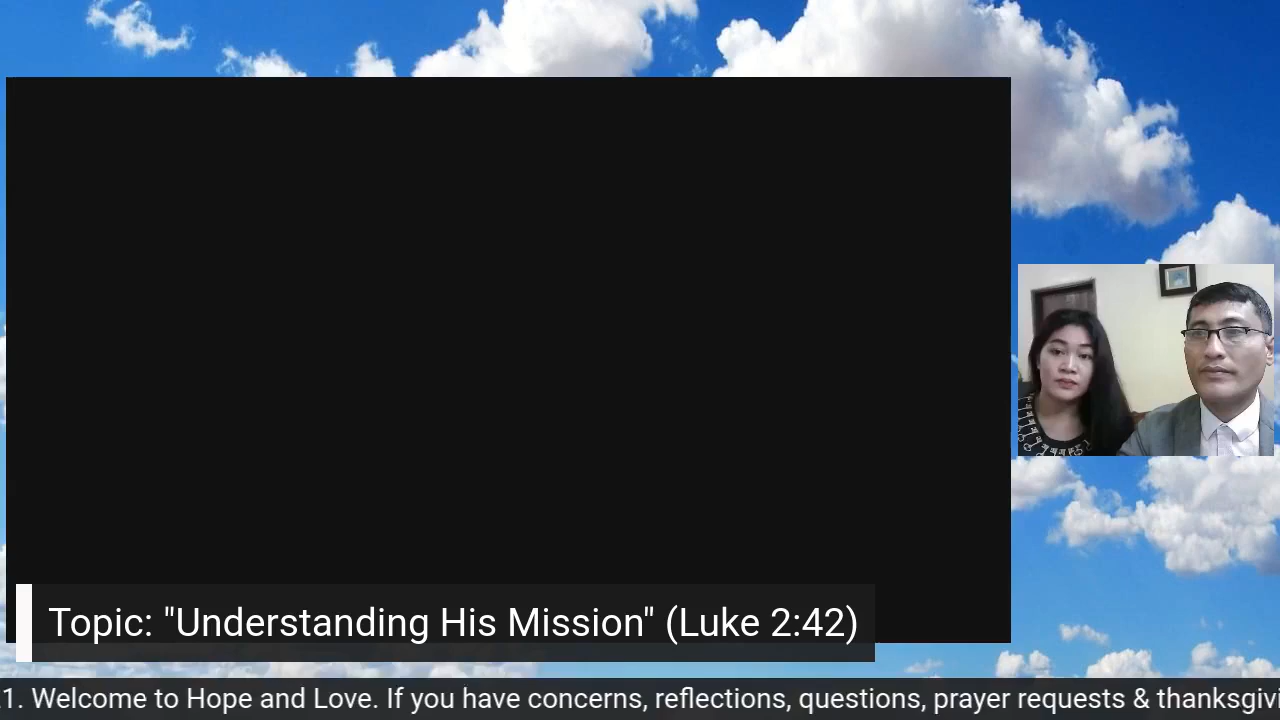 Topic: "Understanding His Mission" (Luke 2:42)
1. Welcome to Hope and Love. If you have concerns, reflections, questions, prayer requests &